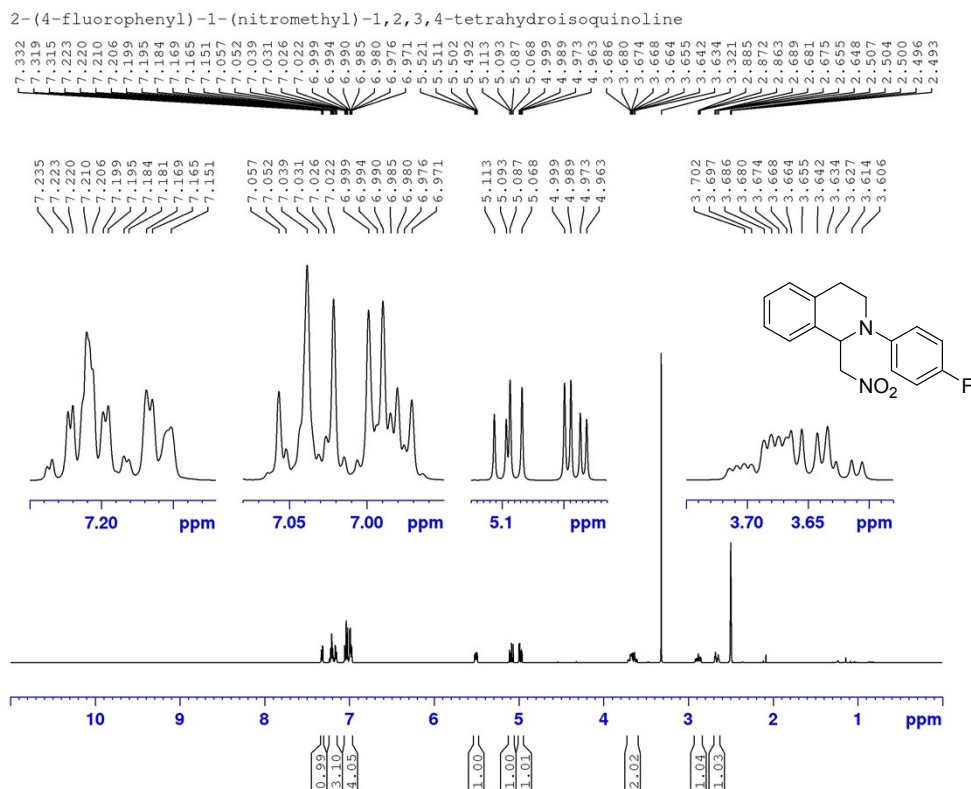 2-(4-fluorophenyl)-1-(nitromethyl)-1,2,3,4-tetrahydroisoquinoline
7.332 7.319 7.315 7.223 7.220 7.210 7.206 7.199 7.195 7.184 7.169 7.165 7.151 7.057 7.052 7.039 7.031 7.026 7.022 6.999 6.994 6.990 6.985 6.980 6.976 6.971 5.521 5.511 5.502 5.492 5.113 5.093 5.087 5.068 4.999 4.989 4.973 4.963 3.686 3.680 3.674 3.668 3.664 3.655 3.642 3.634 3.321 2.885 2.872 2.863 2.689 2.681 2.675 2.655 2.648 2.507 2.504 2.500 2.496 2.493
7.235 7.223 7.220 7.210 7.206 7.199 7.195 7.184 7.181 7.169 7.165 7.151 7.057 7.052 7.039 7.031 7.026 7.022 6.999 6.994 6.990 6.985 6.980 6.976 6.971 5.113 5.093 5.087 5.068 4.999 4.989 4.973 4.963 3.702 3.697 3.686 3.680 3.674 3.668 3.664 3.655 3.642 3.634 3.627 3.614 3.606
N
NO2
F
7.20 ppm 7.05 7.00 ppm 5.1 ppm 3.70 3.65 ppm
10 9 8 7 6 5 4 3 2 1 ppm
0.99 3.10 4.05 1.00 1.00 1.01 2.02 1.04 1.03